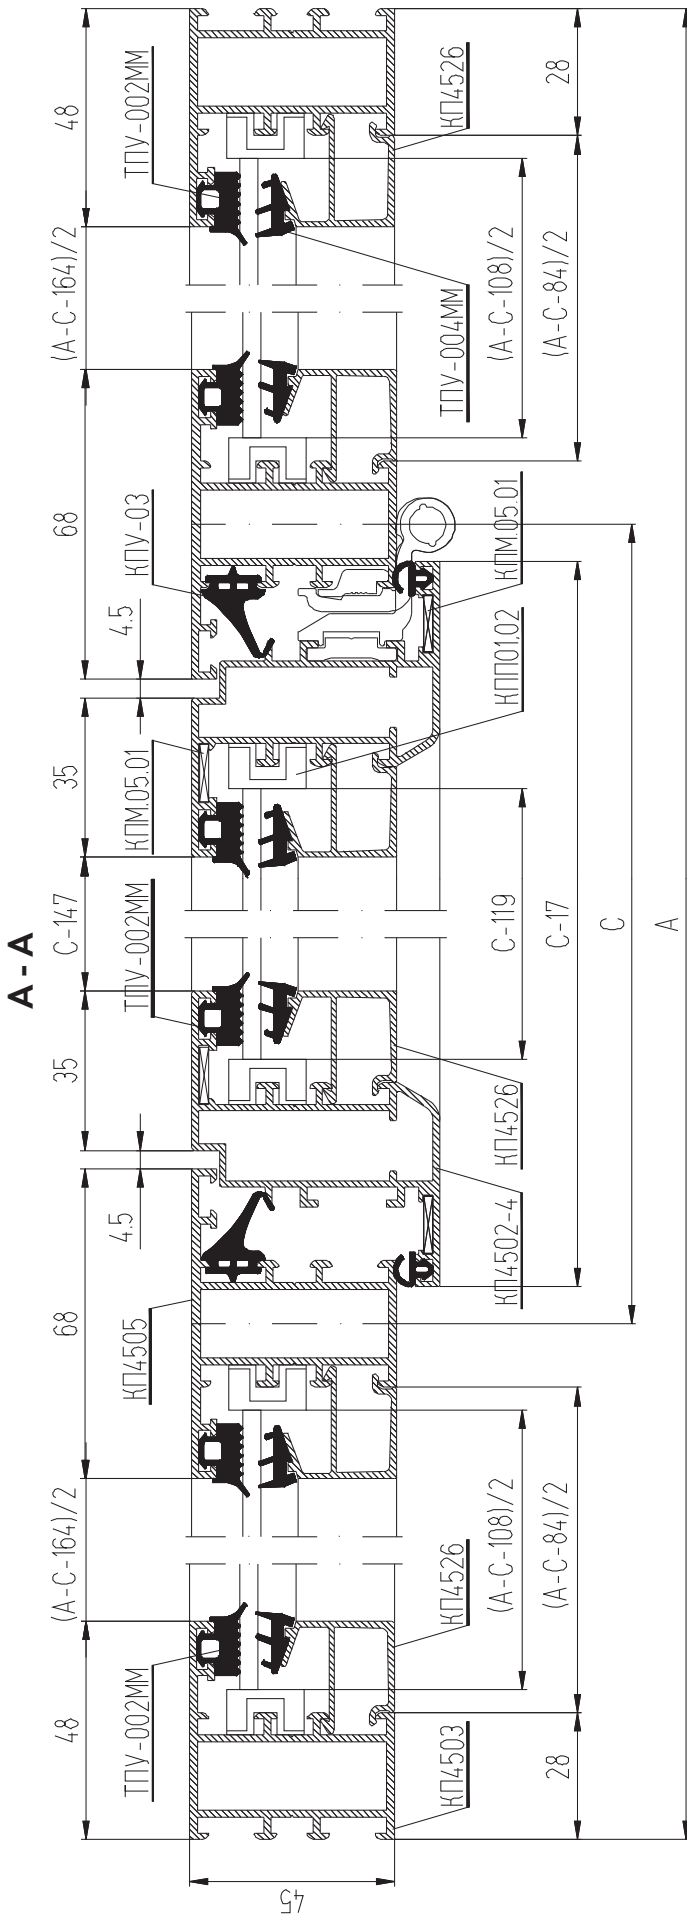 А-А
48
(А-С-164)/2
68
4.5
35
С-147
35
4.5
68
(А-С-164)/2
48
ТПУ-002ММ
КП4505
ТПУ-002ММ
КПМ.05.01
КПУ-03
ТПУ-002ММ
45
КП4503
КП4526
КП4502-4
КП4526
КПП01.02
КПМ.05.01
ТПУ-004ММ
КП4526
(А-С-108)/2
С-119
(А-С-108)/2
28
(А-С-84)/2
С-17
(А-С-84)/2
28
С
А